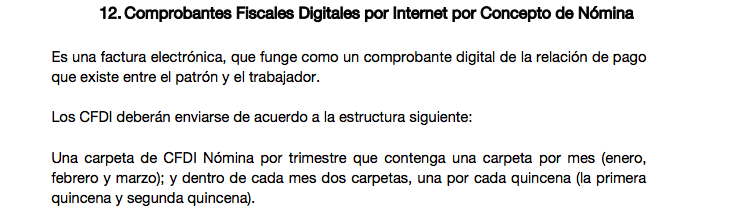 12. Comprobantes Fiscales Digitales por Internet por Concepto de Nómina
Es una factura electrónica, que funge como un comprobante digital de la relación de pago
que existe entre el patrón y el trabajador.
Los CFDI deberán enviarse de acuerdo a la estructura siguiente:
Una carpeta de CFDI Nómina por trimestre que contenga una carpeta por mes (enero,
febrero y marzo); y dentro de cada mes dos carpetas, una por cada quincena (la primera
quincena y segunda quincena).